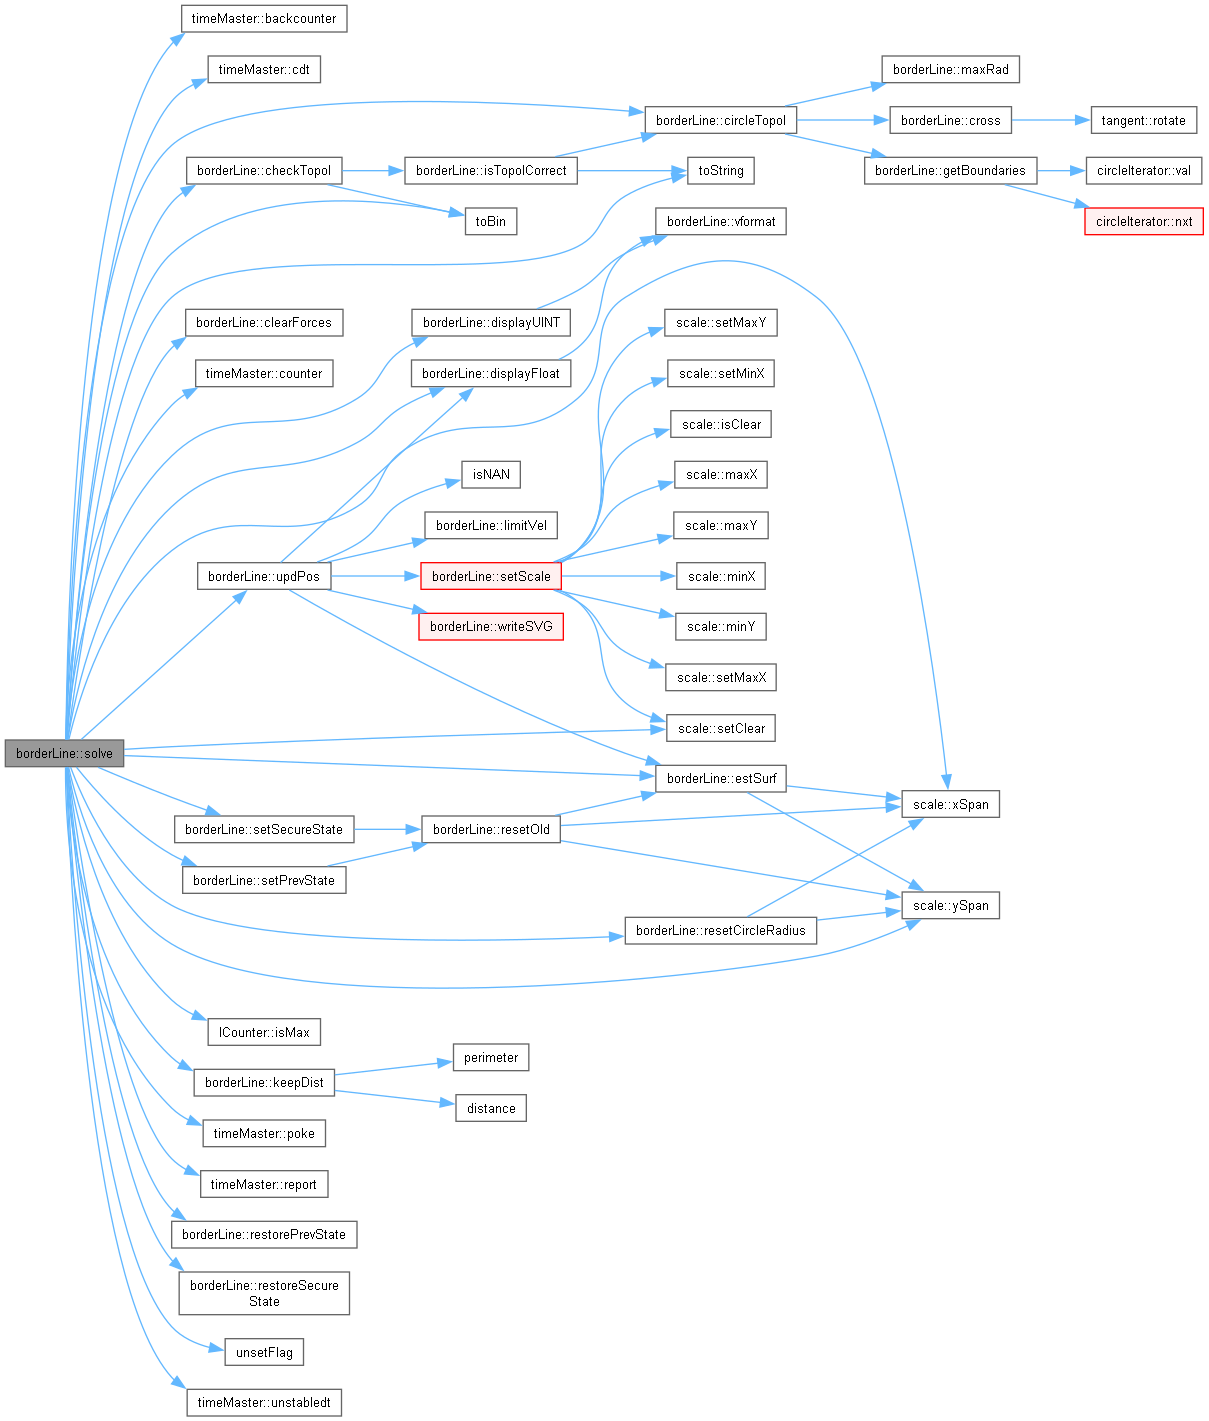 timeMaster::backcounter
timeMaster::cdt
borderLine::maxRad
borderLine::circleTopol
borderLine::cross
tangent::rotate
borderLine::checkTopol
borderLine::isTopolCorrect
toString
borderLine::getBoundaries
circleIterator::val
toBin
borderLine::vformat
circleIterator::nxt
borderLine::clearForces
borderLine::displayUINT
scale::setMaxY
timeMaster::counter
borderLine::displayFloat
scale::setMinX
scale::isClear
isNAN
scale::maxX
borderLine::limitVel
scale::maxY
borderLine::updPos
borderLine::setScale
scale::minX
borderLine::writeSVG
scale::minY
scale::setMaxX
scale::setClear
borderLine::solve
borderLine::estSurf
scale::xSpan
borderLine::setSecureState
borderLine::resetOld
borderLine::setPrevState
scale::ySpan
borderLine::resetCircleRadius
lCounter::isMax
perimeter
borderLine::keepDist
distance
timeMaster::poke
timeMaster::report
borderLine::restorePrevState
borderLine::restoreSecure
State
unsetFlag
timeMaster::unstabledt